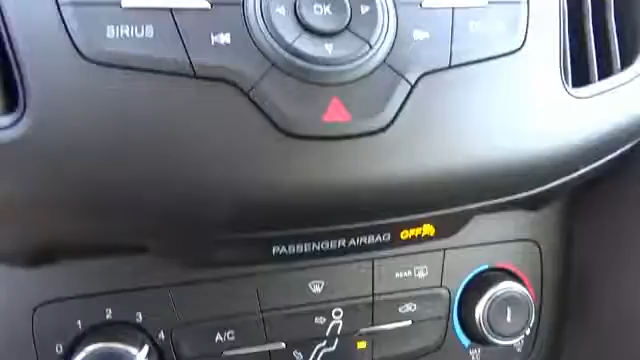 OK
SIRIUS
PASSENGER AIRBAG OFF
REAR
0 1 2 3 4
A/C